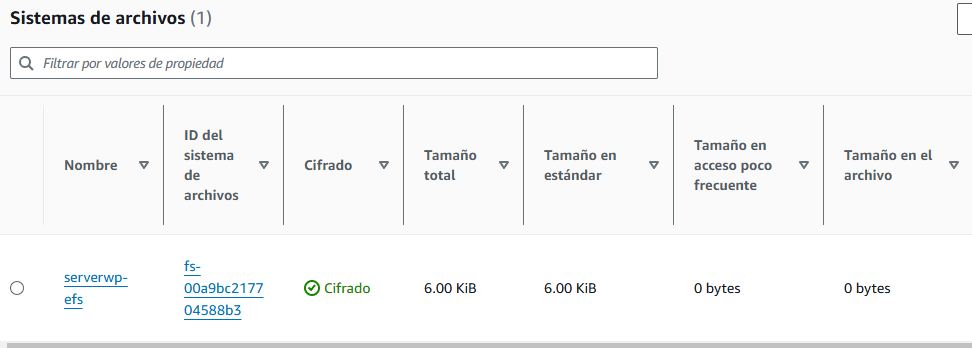 Sistemas de archivos (1)
Filtrar por valores de propiedad
Nombre
ID del
sistema
de
archivos
Cifrado
Tamaño
total
Tamaño en
estándar
Tamaño en
acceso poco
frecuente
Tamaño en el
archivo
serverwp-
efs
fs-
00a9bc2177
04588b3
Cifrado
6.00 KiB
6.00 KiB
0 bytes
0 bytes